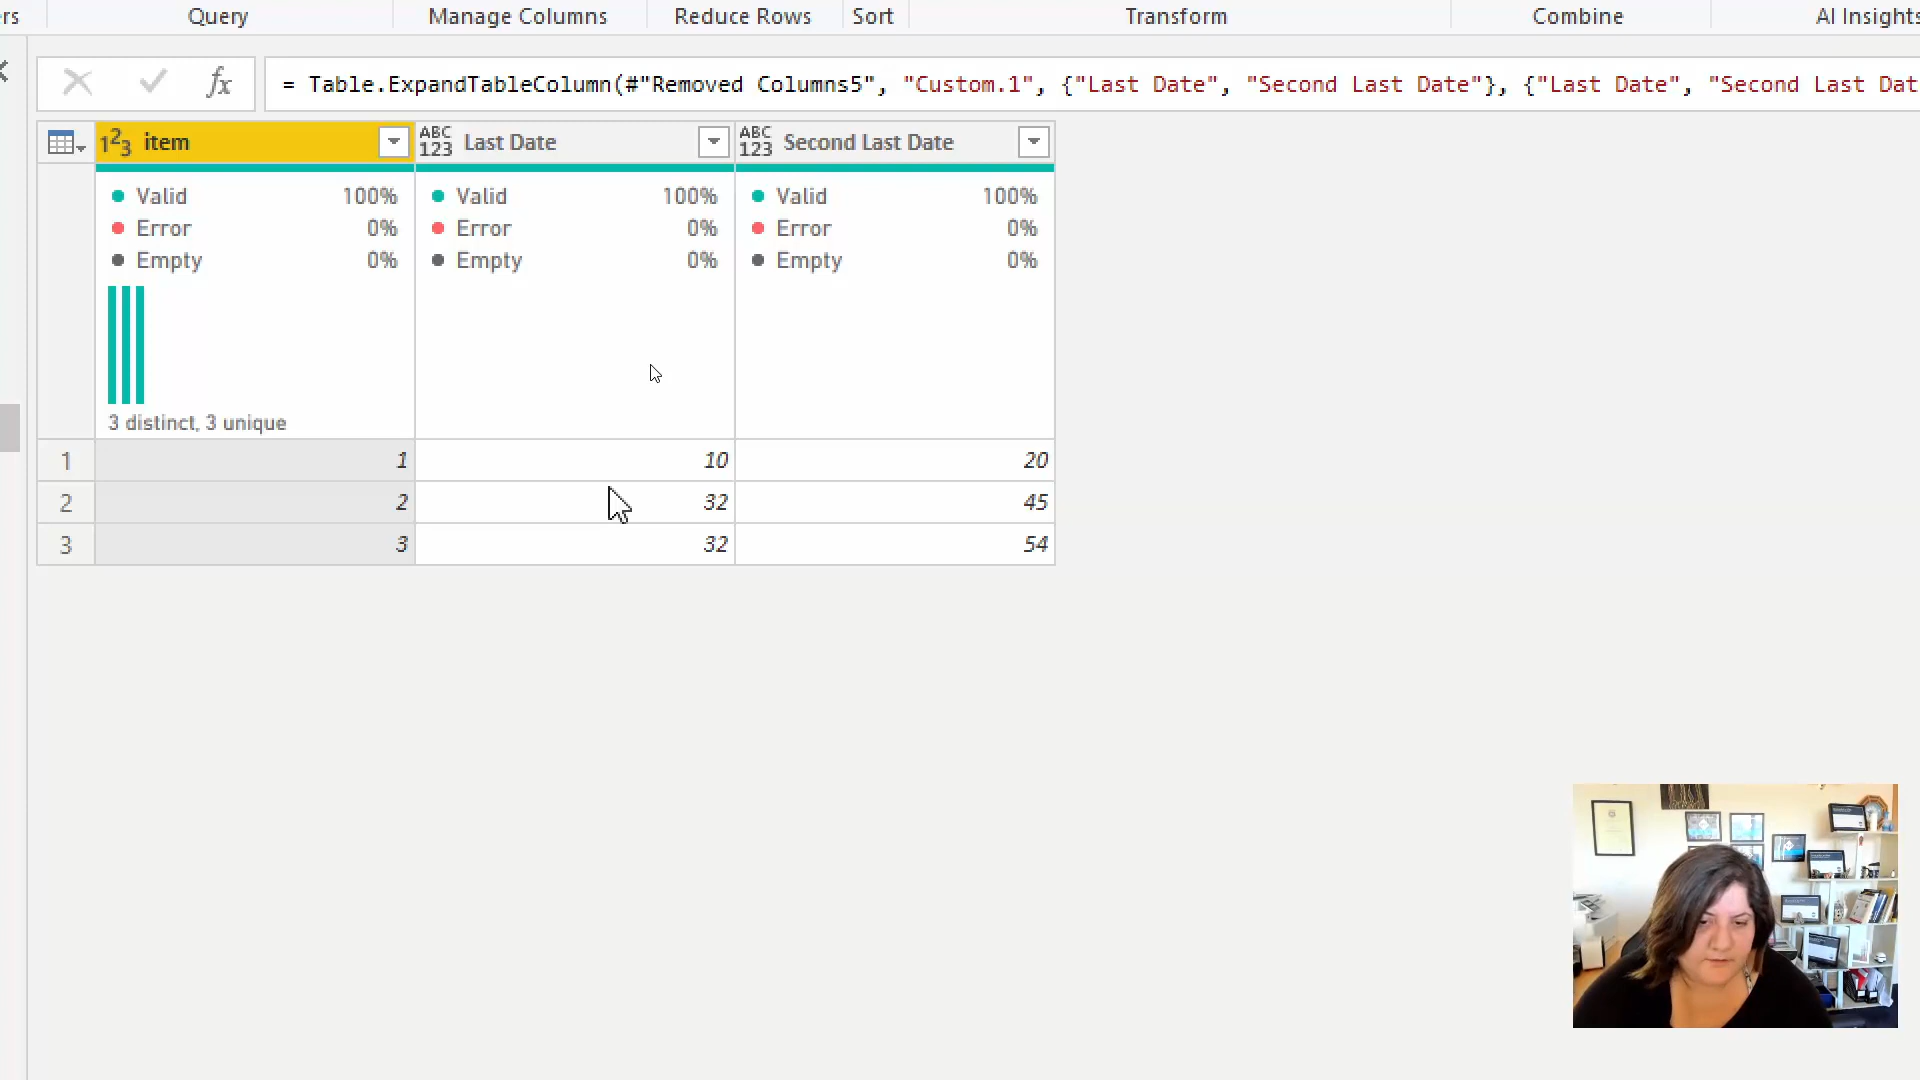 rs Query Manage Columns Reduce Rows Sort Transform Combine AI Insights
fx = Table.ExpandTableColumn(#"Removed Columns5", "Custom.1", {"Last Date", "Second Last Date"}, {"Last Date", "Second Last Dat
1²3 item ABC 123 Last Date ABC 123 Second Last Date
Valid 100% Valid 100% Valid 100%
Error 0% Error 0% Error 0%
Empty 0% Empty 0% Empty 0%
3 distinct, 3 unique
1 1 10 20
2 2 32 45
3 3 32 54